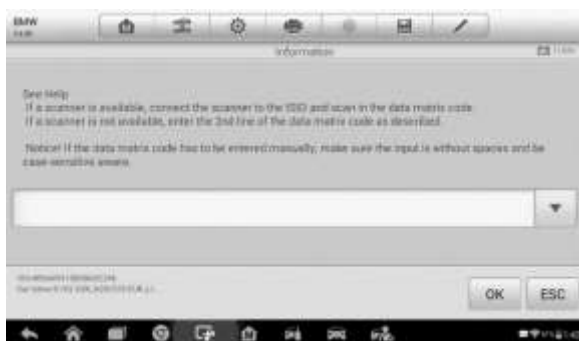 BMW
Information
See Help
If a scanner is available, connect the scanner to the ISID and scan in the data matrix code
If a scanner is not available, enter the 2nd line of the data matrix code as described.
Notice! If the data matrix code has to be entered manually, make sure the input is without spaces and be
case-sensitive aware.
OK
ESC